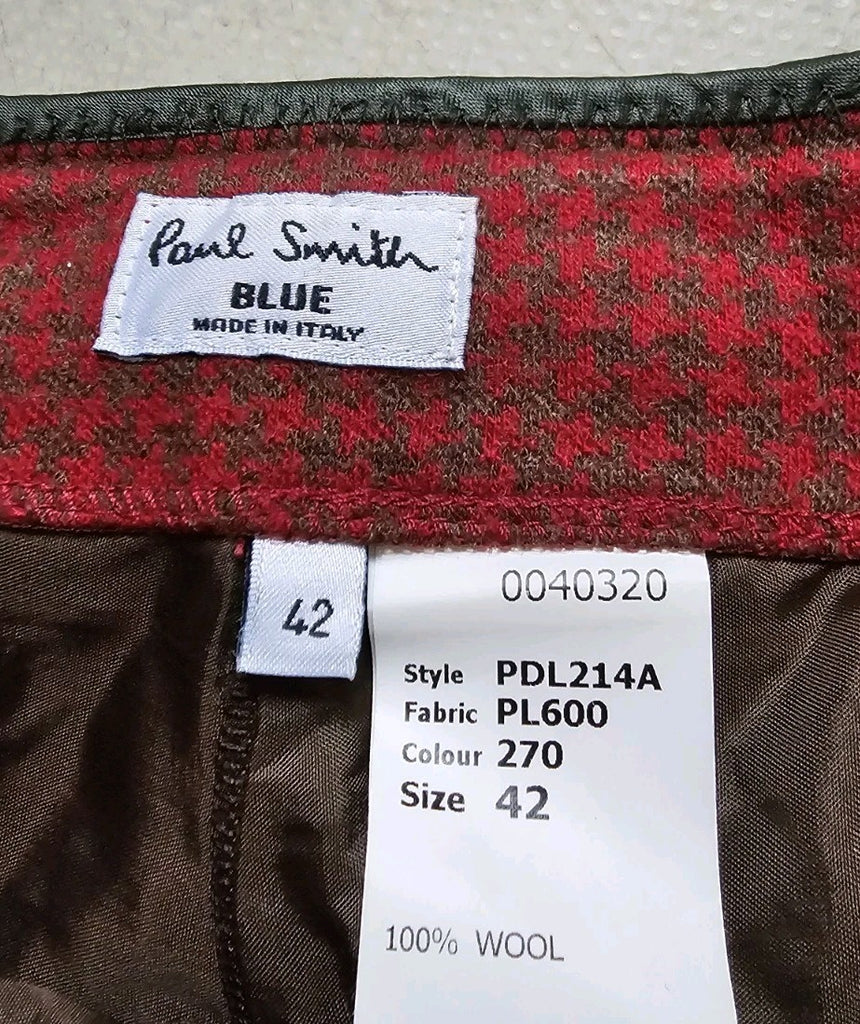 Paul Smith
BLUE
MADE IN ITALY
42
0040320
Style PDL214A
Fabric PL600
Colour 270
Size 42
100% WOOL